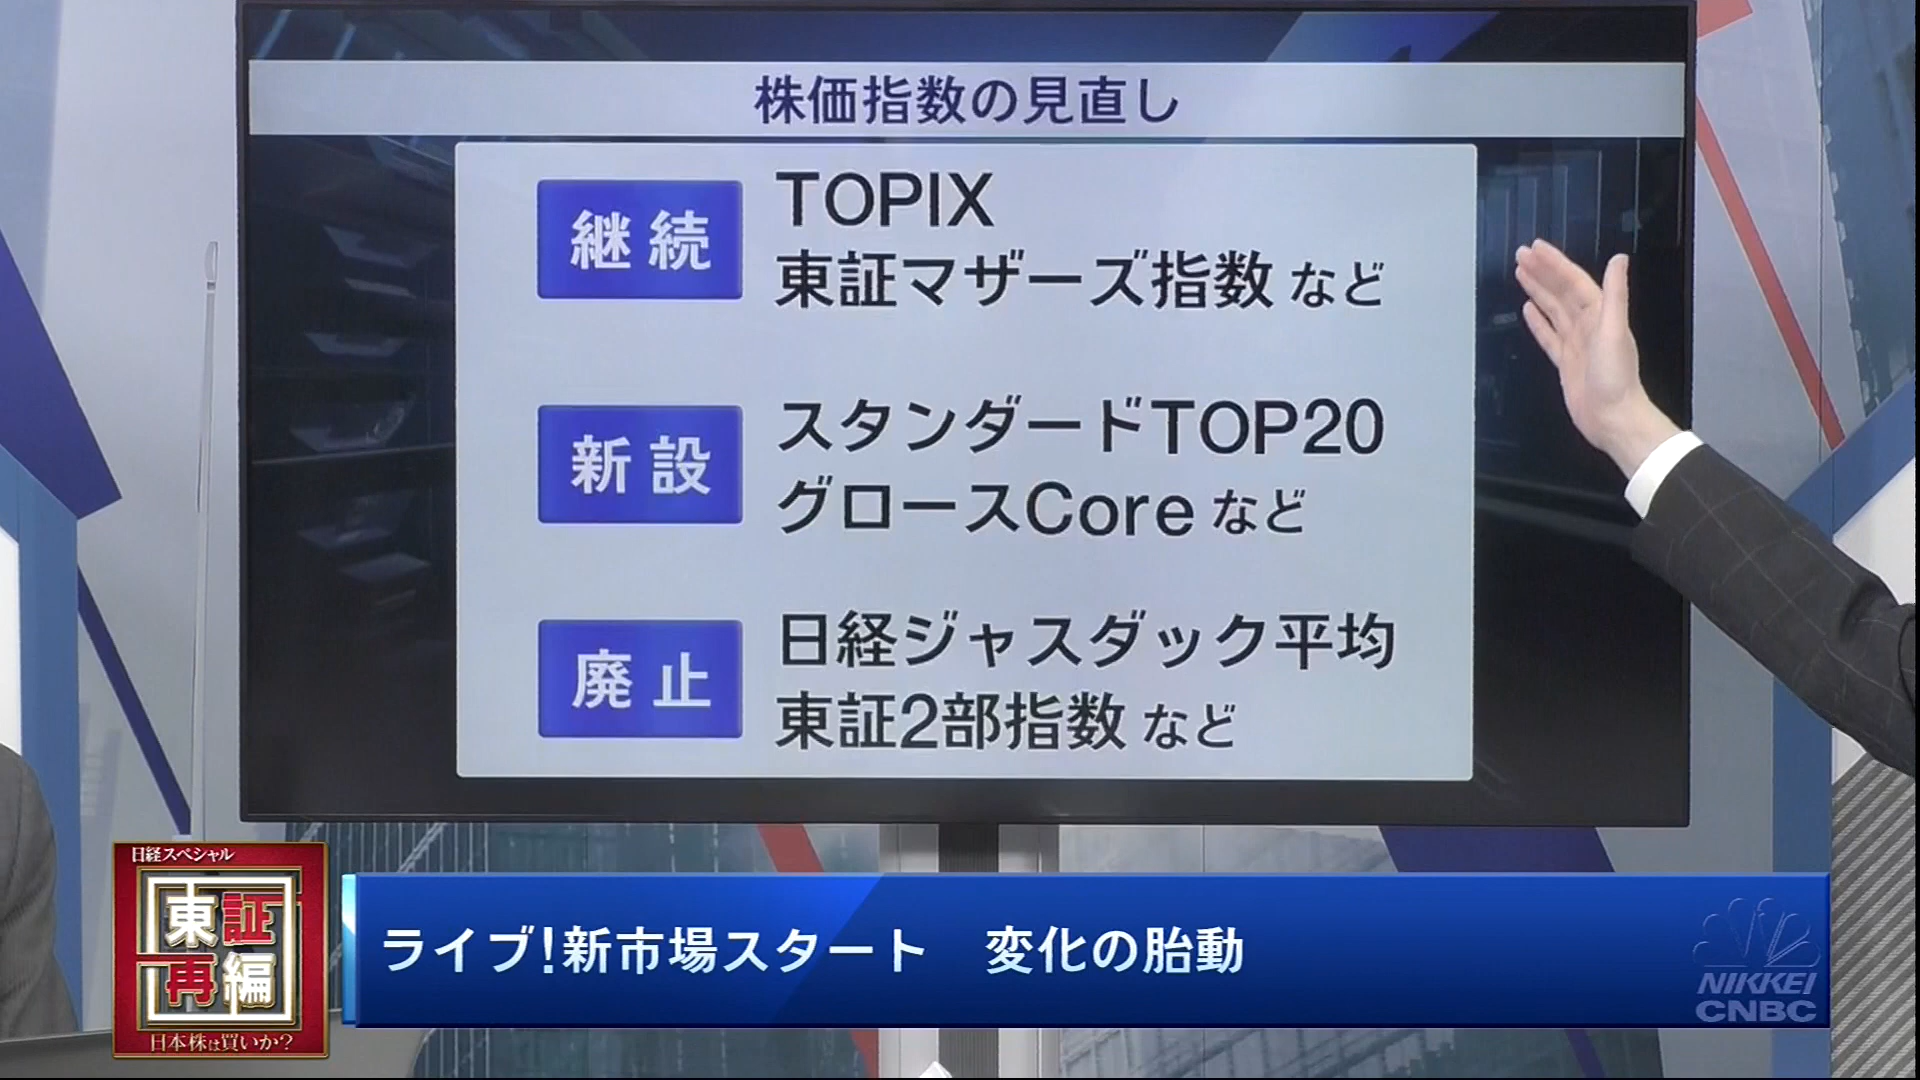 株価指数の見直し
継続
TOPIX
東証マザーズ指数 など
新設
スタンダードTOP20
グロースCore など
廃止
日経ジャスダック平均
東証2部指数 など
日経スペシャル
東証
再編
日本株は買いか?
ライブ!新市場スタート 変化の胎動
NIKKEI
CNBC